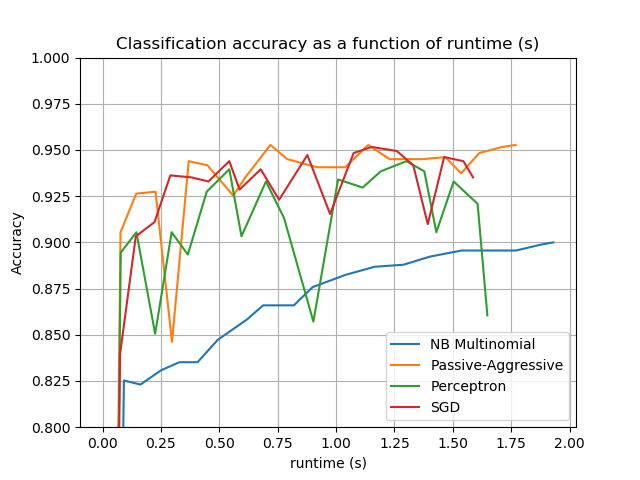 Classification accuracy as a function of runtime (s)
1.000
0.975
0.950
0.925
0.900
0.875
0.850
0.825
0.800
Accuracy
NB Multinomial
Passive-Aggressive
Perceptron
SGD
0.00 0.25 0.50 0.75 1.00 1.25 1.50 1.75 2.00
runtime (s)